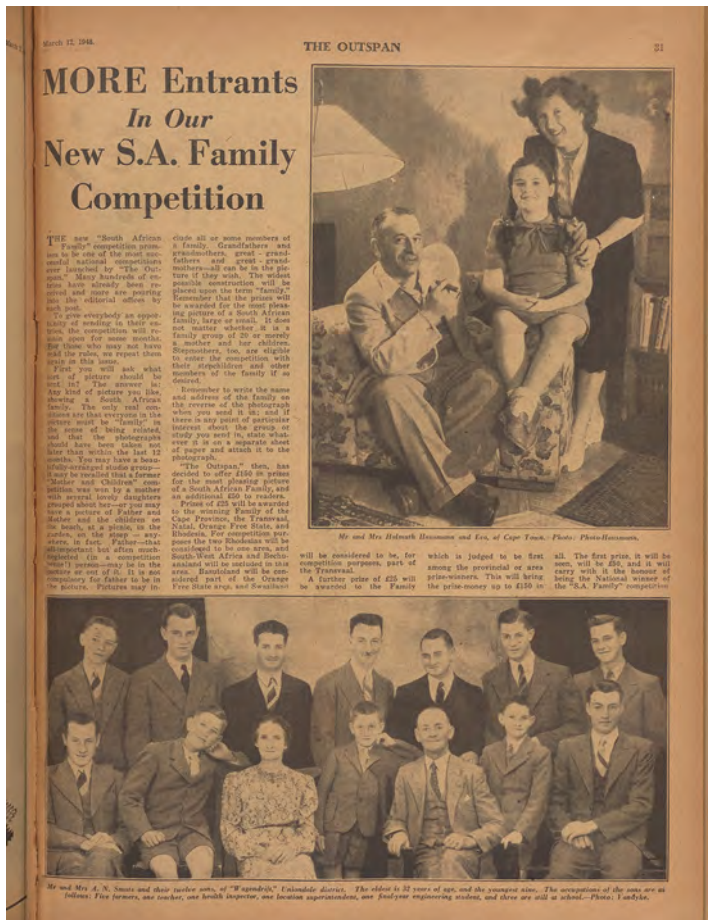 March 12, 1948.
THE OUTSPAN
31
MORE Entrants
In Our
New S.A. Family
Competition
THE new "South African
Family" competition prom-
ises to be one of the most suc-
cessful national competitions
ever launched by "The Out-
span." Many hundreds of en-
tries have already been re-
ceived and more are pouring
into the editorial offices by
each post.
To give everybody an oppor-
tunity of sending in their en-
tries, the competition will re-
main open for some months.
For those who may not have
read the rules, we repeat them
again in this issue.
First you will ask what
sort of picture should be
sent in? The answer is:
Any kind of picture you like,
showing a South African
family. The only real con-
ditions are that everyone in the
picture must be "family" in
the sense of being related,
and that the photographs
should have been taken not
later than within the last 12
months. You may have a beau-
tifully-arranged studio group—
it may be recalled that a former
"Mother and Children" com-
petition was won by a mother
with several lovely daughters
grouped about her—or you may
have a picture of Father and
Mother and the children on
the beach, at a picnic, in the
garden, on the stoep — any-
where, in fact. Father—that
all-important but often much-
neglected (in a competition
sense!) person—may be in the
picture or out of it. It is not
compulsory for father to be in
the picture. Pictures may in-
clude all or some members of
a family. Grandfathers and
grandmothers, great - grand-
fathers and great - grand-
mothers—all can be in the pic-
ture if they wish. The widest
possible construction will be
placed upon the term "family."
Remember that the prizes will
be awarded for the most pleas-
ing picture of a South African
family, large or small. It does
not matter whether it is a
family group of 20 or merely
a mother and her children.
Stepmothers, too, are eligible
to enter the competition with
their stepchildren and other
members of the family if so
desired.
Remember to write the name
and address of the family on
the reverse of the photograph
when you send it in; and if
there is any point of particular
interest about the group or
study you send in, state what-
ever it is on a separate sheet
of paper and attach it to the
photograph.
"The Outspan," then, has
decided to offer £150 in prizes
for the most pleasing picture
of a South African Family, and
an additional £50 to readers.
Prizes of £25 will be awarded
to the winning Family of the
Cape Province, the Transvaal,
Natal, Orange Free State, and
Rhodesia. For competition pur-
poses the two Rhodesias will be
considered to be one area, and
South-West Africa and Bechu-
analand will be included in this
area. Basutoland will be con-
sidered part of the Orange
Free State area, and Swaziland
Mr and Mrs Helmuth Hausmann and Eva, of Cape Town.—Photo: Photo-Hausmann.
will be considered to be, for
competition purposes, part of
the Transvaal.
A further prize of £25 will
be awarded to the Family
which is judged to be first
among the provincial or area
prize-winners. This will bring
the prize-money up to £150 in
all. The first prize, it will be
seen, will be £50, and it will
carry with it the honour of
being the National winner of
the "S.A. Family" competition
Mr and Mrs A. N. Smuts and their twelve sons, of "Wagendrift," Uniondale district. The eldest is 32 years of age, and the youngest nine. The occupations of the sons are as
follows: Five farmers, one teacher, one health inspector, one location superintendent, one final-year engineering student, and three are still at school.—Photo: Vandyke.